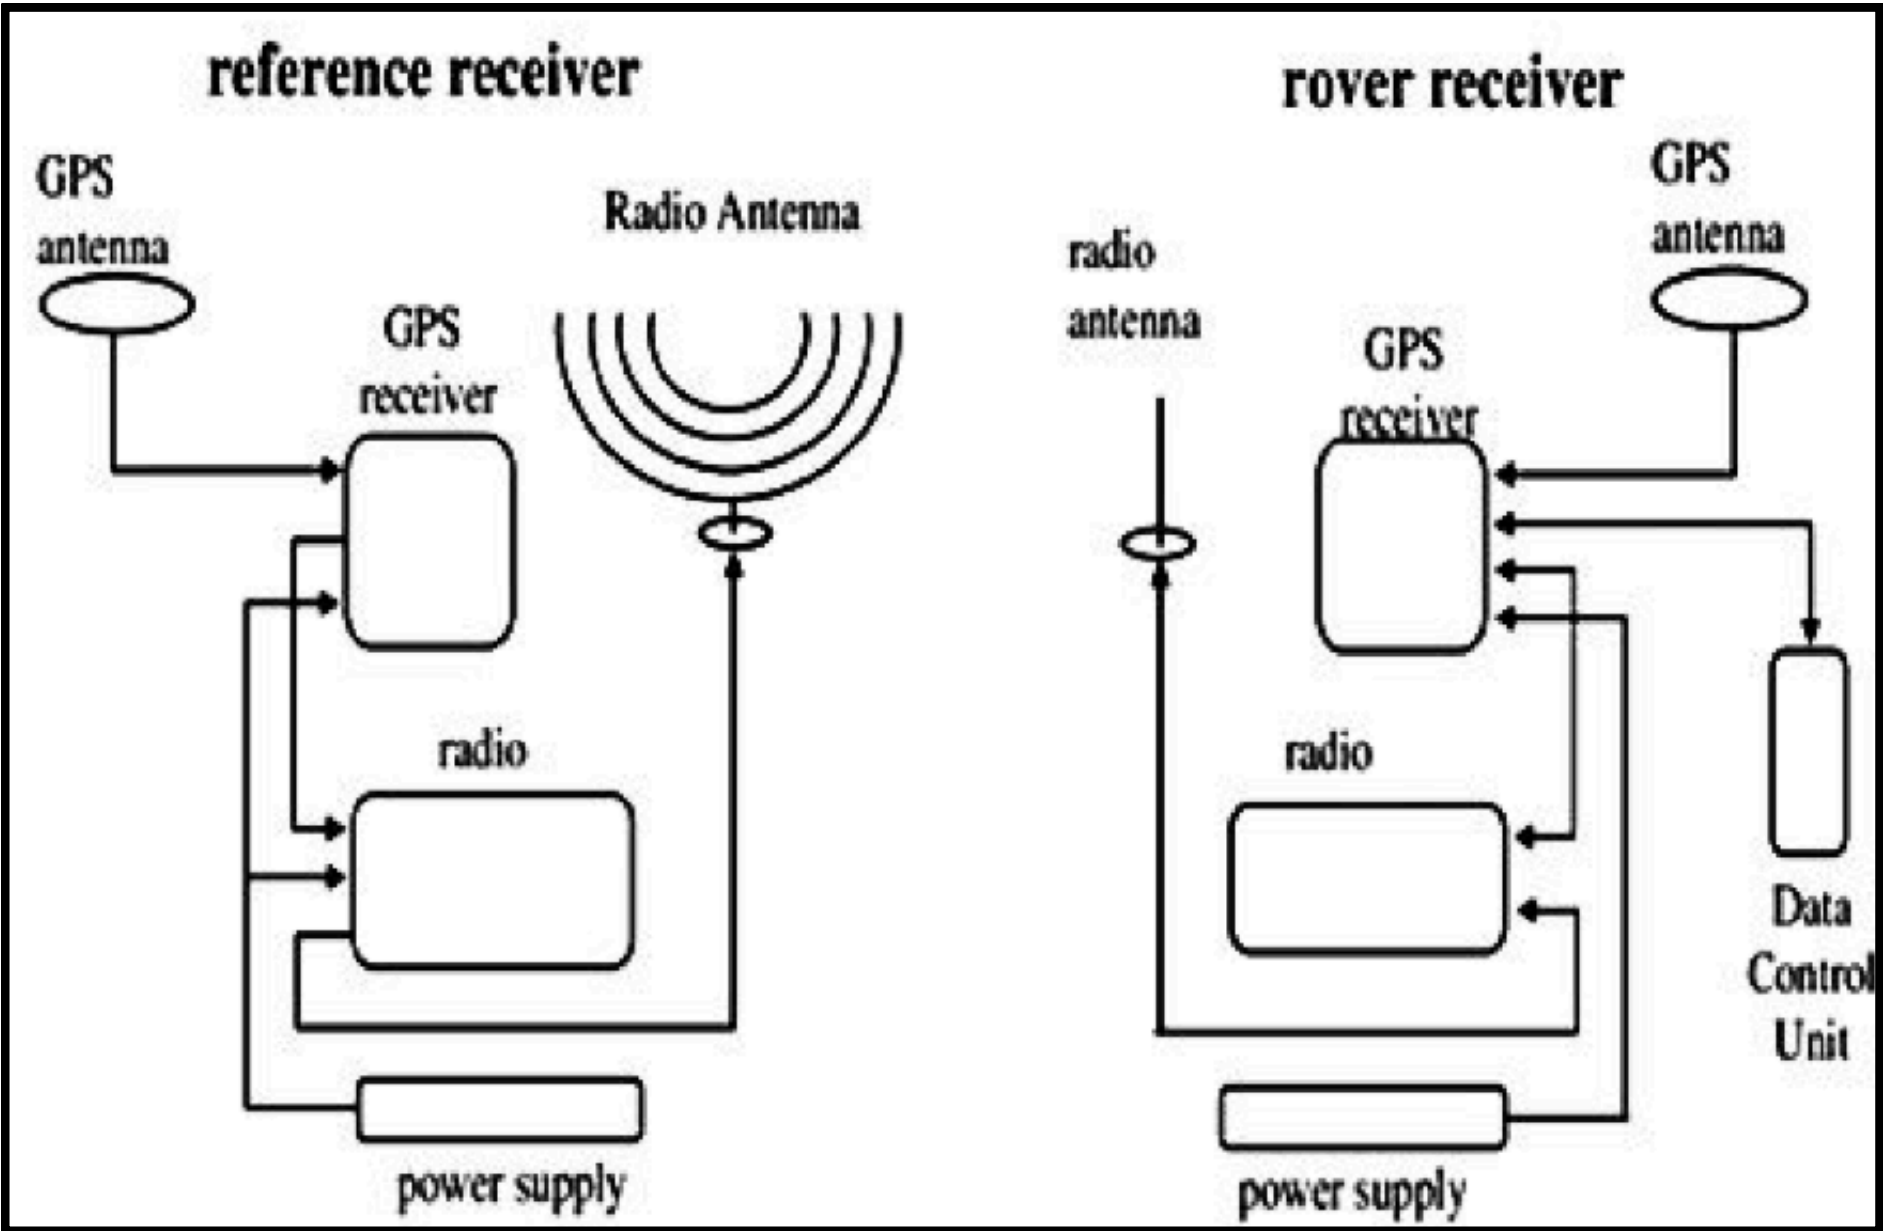 reference receiver
GPS
antenna
Radio Antenna
GPS
receiver
radio
power supply
rover receiver
GPS
antenna
radio
antenna
GPS
receiver
radio
Data
Control
Unit
power supply